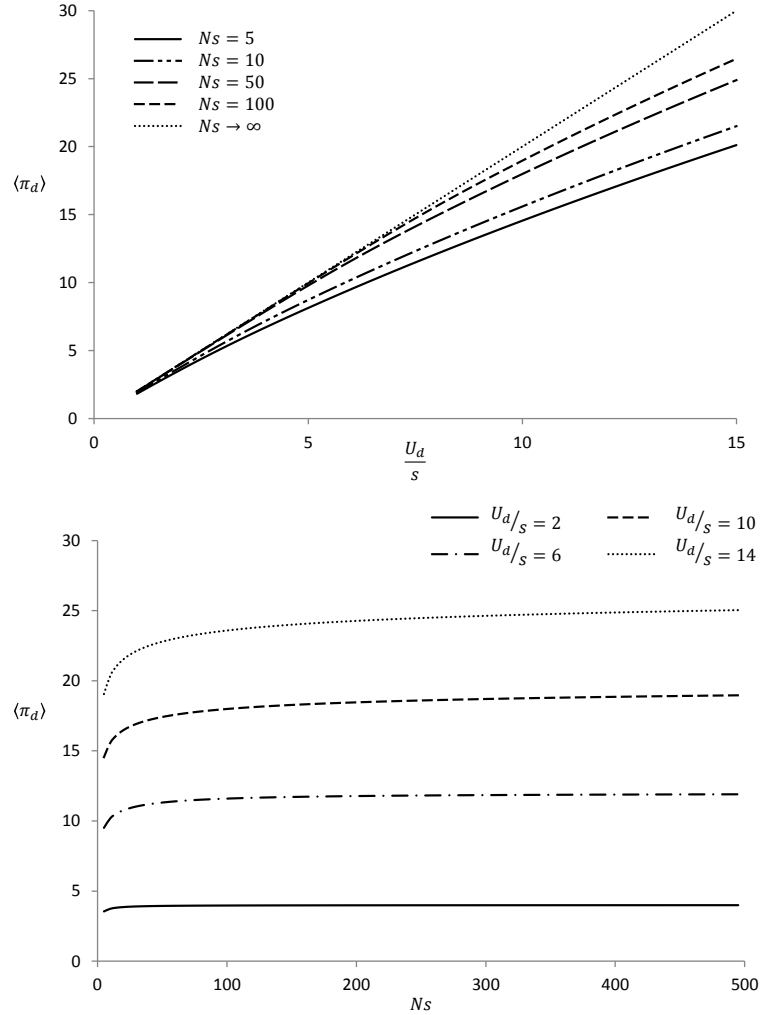 30
25
20
15
10
5
0
⟨π_d⟩
Ns = 5
Ns = 10
Ns = 50
Ns = 100
Ns → ∞
0 5 10 15
U_d
s
U_d/s = 2 U_d/s = 10
U_d/s = 6 U_d/s = 14
30
25
20
15
10
5
0
⟨π_d⟩
0 100 200 300 400 500
Ns